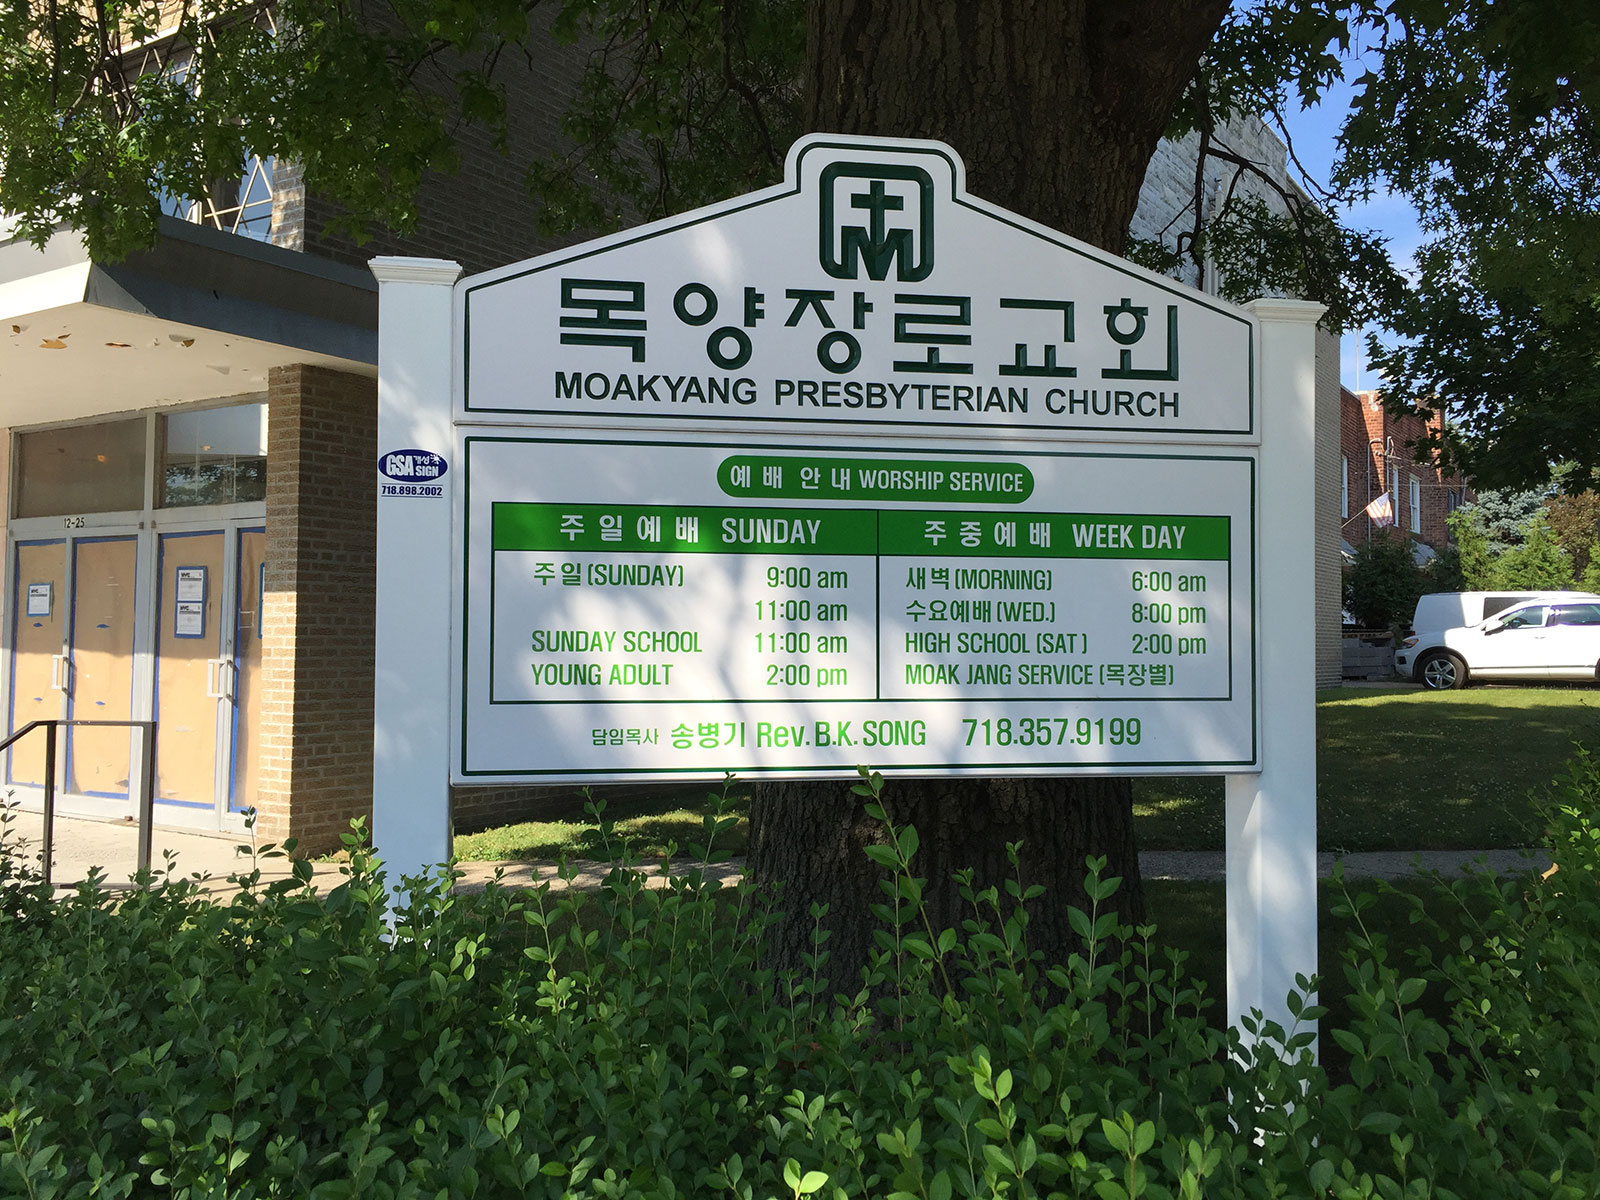 M
목양장로교회
MOAKYANG PRESBYTERIAN CHURCH
GSA 개성 SIGN
718.898.2002
예배 안내 WORSHIP SERVICE
주일예배 SUNDAY
주일(SUNDAY) 9:00 am
11:00 am
SUNDAY SCHOOL 11:00 am
YOUNG ADULT 2:00 pm
주중예배 WEEK DAY
새벽(MORNING) 6:00 am
수요예배(WED.) 8:00 pm
HIGH SCHOOL (SAT) 2:00 pm
MOAK JANG SERVICE (목장별)
담임목사 송병기 Rev. B.K. SONG 718.357.9199
12-25
NYC